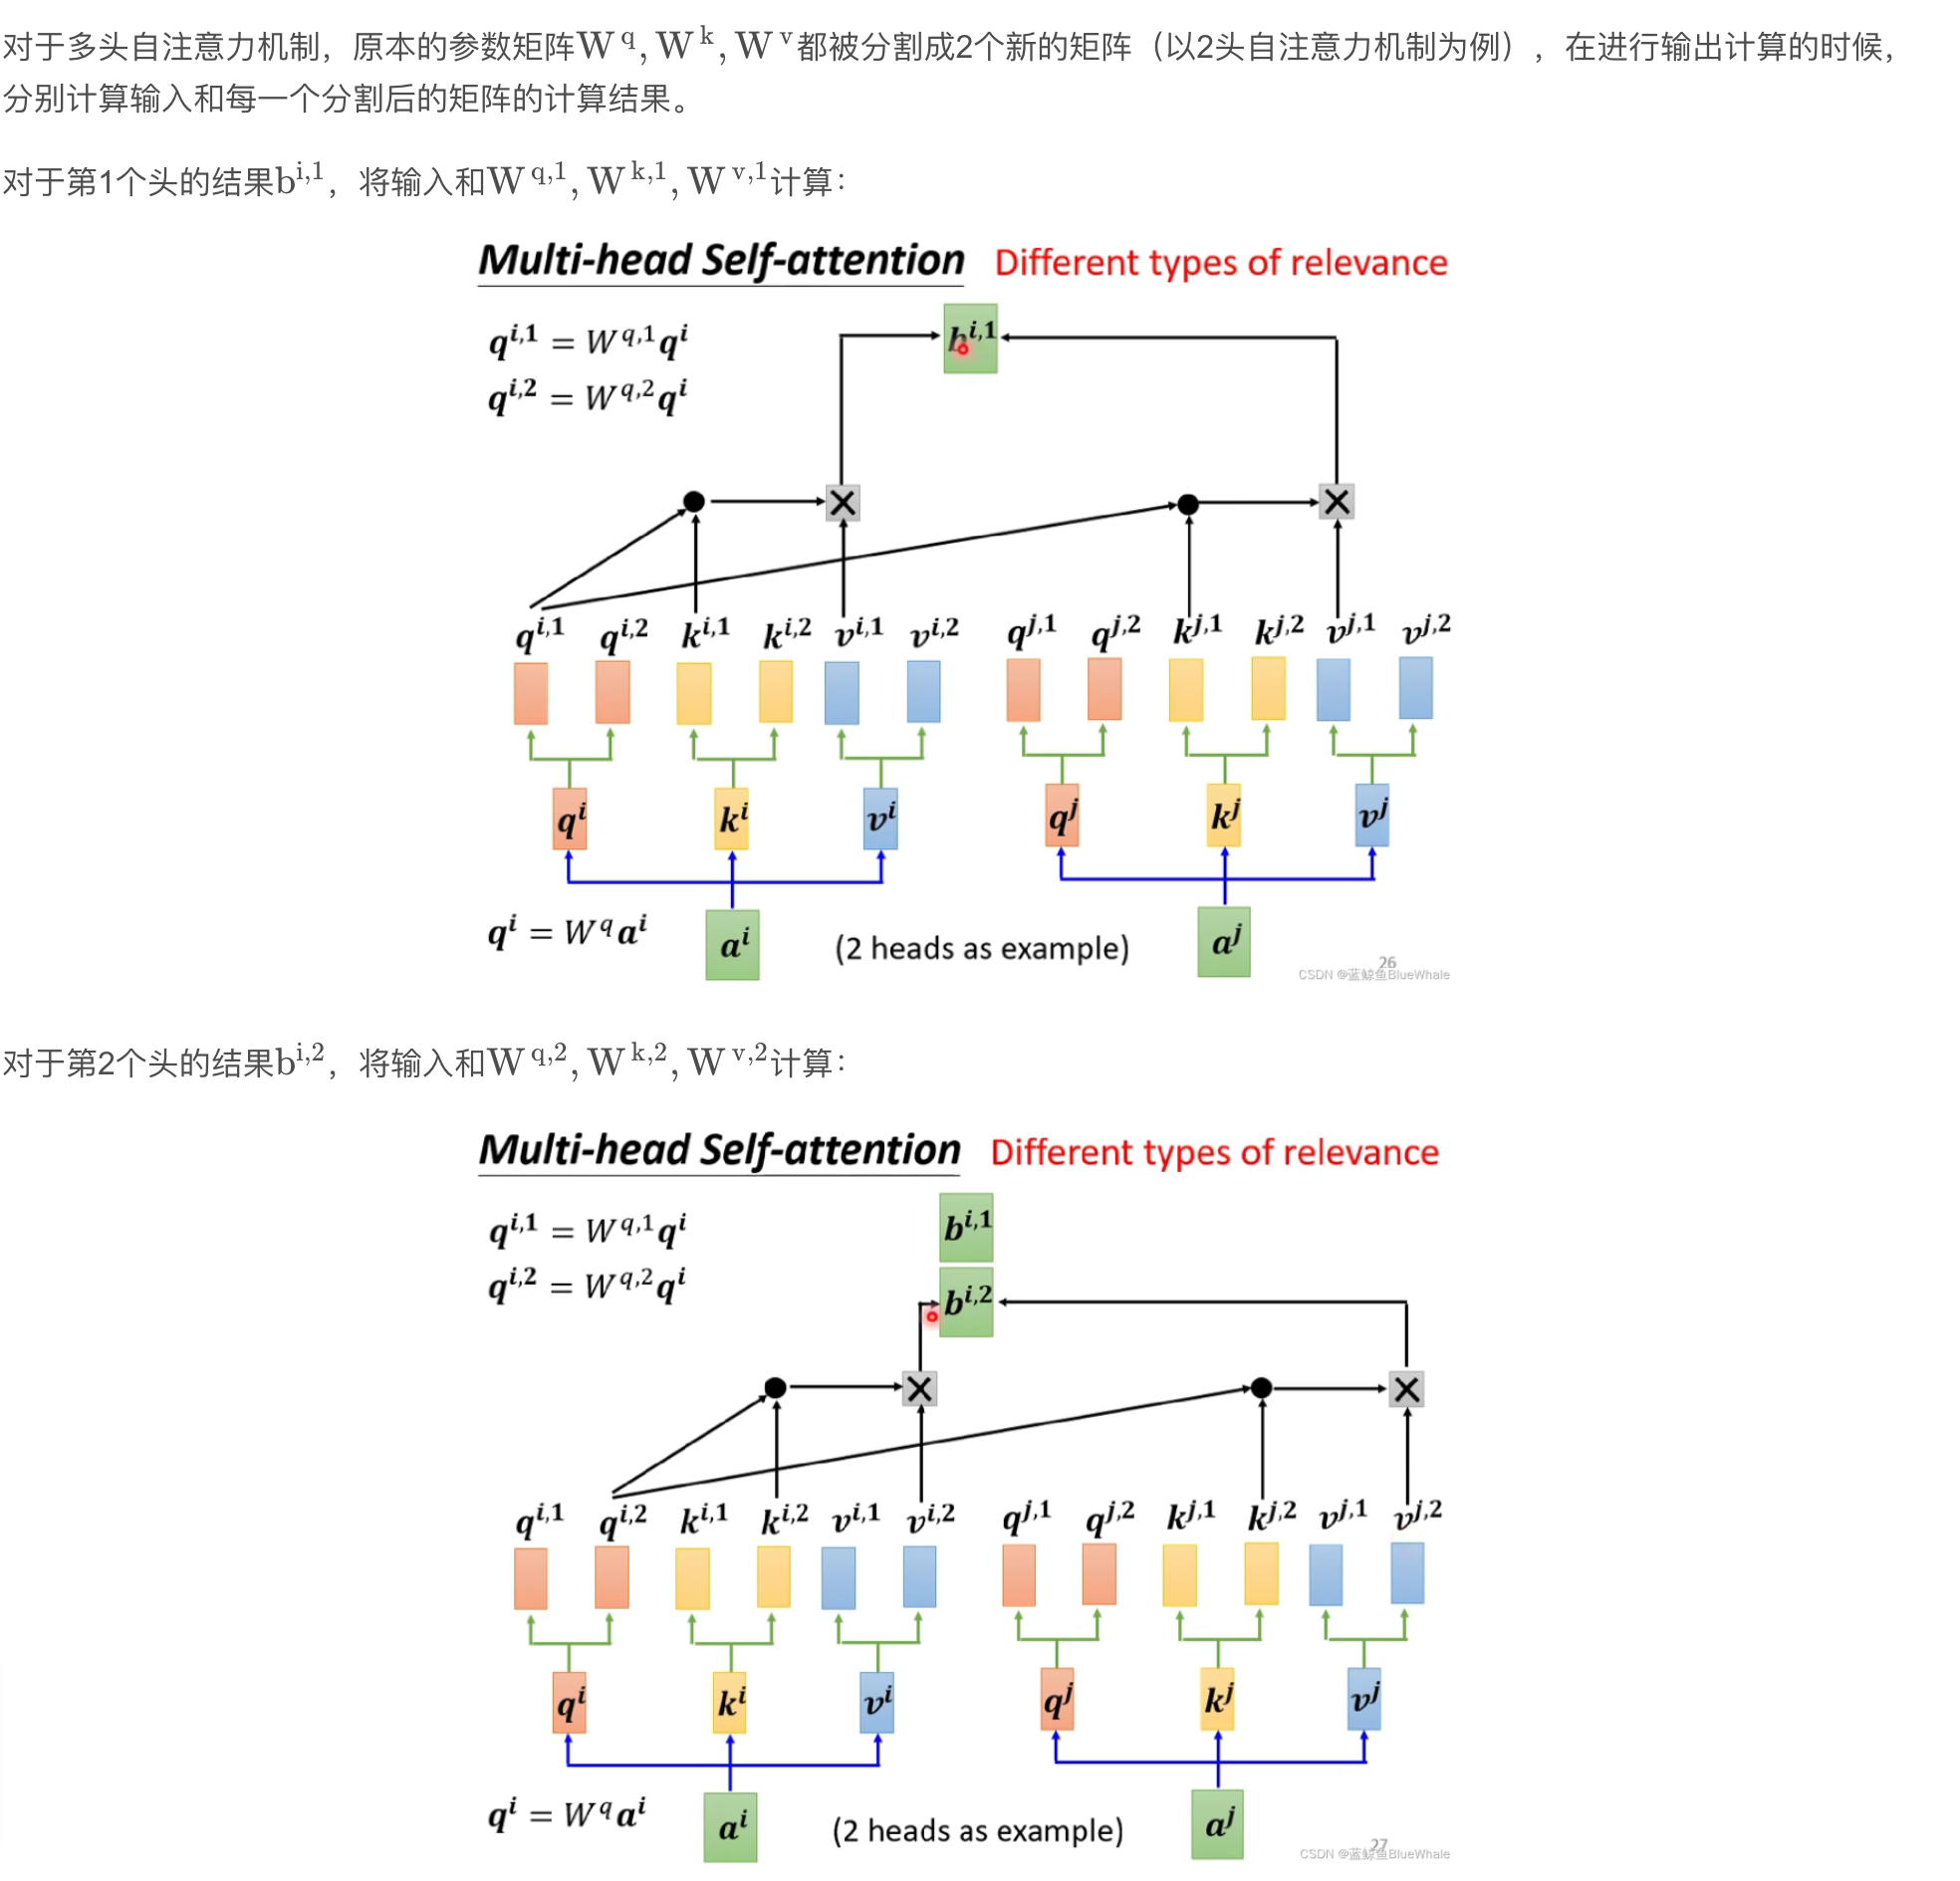 对于多头自注意力机制，原本的参数矩阵W^q, W^k, W^v都被分割成2个新的矩阵（以2头自注意力机制为例），在进行输出计算的时候，
分别计算输入和每一个分割后的矩阵的计算结果。
对于第1个头的结果b^{i,1}，将输入和W^{q,1}, W^{k,1}, W^{v,1}计算：
Multi-head Self-attention Different types of relevance
q^{i,1} = W^{q,1}q^i
b^{i,1}
q^{i,2} = W^{q,2}q^i
q^{i,1} q^{i,2} k^{i,1} k^{i,2} v^{i,1} v^{i,2} q^{j,1} q^{j,2} k^{j,1} k^{j,2} v^{j,1} v^{j,2}
q^i k^i v^i q^j k^j v^j
q^i = W^q a^i a^i (2 heads as example) a^j
26
CSDN @蓝鲸鱼BlueWhale
对于第2个头的结果b^{i,2}，将输入和W^{q,2}, W^{k,2}, W^{v,2}计算：
Multi-head Self-attention Different types of relevance
q^{i,1} = W^{q,1}q^i b^{i,1}
q^{i,2} = W^{q,2}q^i b^{i,2}
q^{i,1} q^{i,2} k^{i,1} k^{i,2} v^{i,1} v^{i,2} q^{j,1} q^{j,2} k^{j,1} k^{j,2} v^{j,1} v^{j,2}
q^i k^i v^i q^j k^j v^j
q^i = W^q a^i a^i (2 heads as example) a^j
27
CSDN @蓝鲸鱼BlueWhale